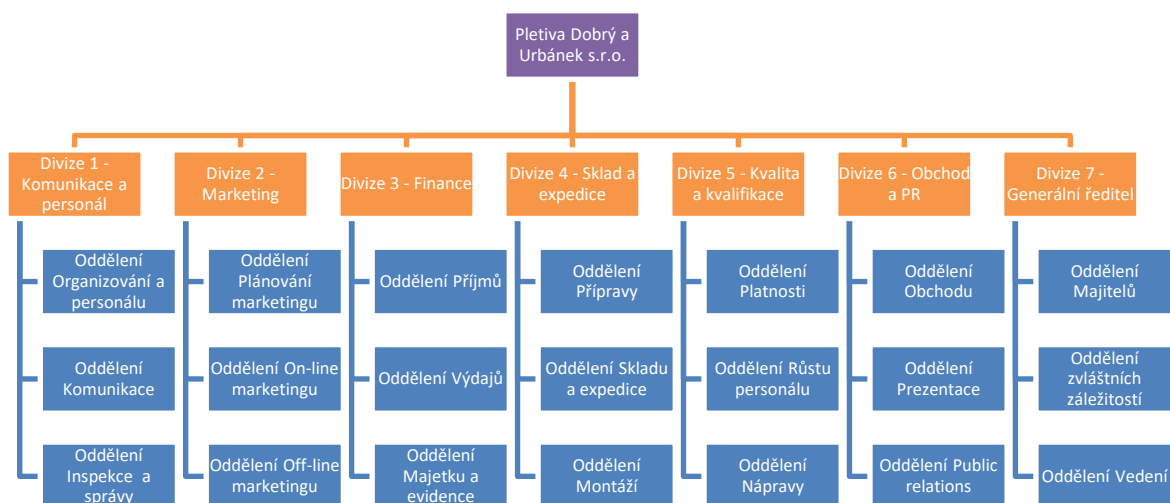 Pletiva Dobrý a
Urbánek s.r.o.
Divize 1 -
Komunikace a
personál
Divize 2 -
Marketing
Divize 3 - Finance
Divize 4 - Sklad a
expedice
Divize 5 - Kvalita
a kvalifikace
Divize 6 - Obchod
a PR
Divize 7 -
Generální ředitel
Oddělení
Organizování a
personálu
Oddělení
Plánování
marketingu
Oddělení Příjmů
Oddělení
Přípravy
Oddělení
Platnosti
Oddělení
Obchodu
Oddělení
Majitelů
Oddělení
Komunikace
Oddělení On-line
marketingu
Oddělení Výdajů
Oddělení Skladu
a expedice
Oddělení Růstu
personálu
Oddělení
Prezentace
Oddělení
zvláštních
záležitostí
Oddělení
Inspekce a
správy
Oddělení Off-line
marketingu
Oddělení
Majetku a
evidence
Oddělení
Montáží
Oddělení
Nápravy
Oddělení Public
relations
Oddělení Vedení